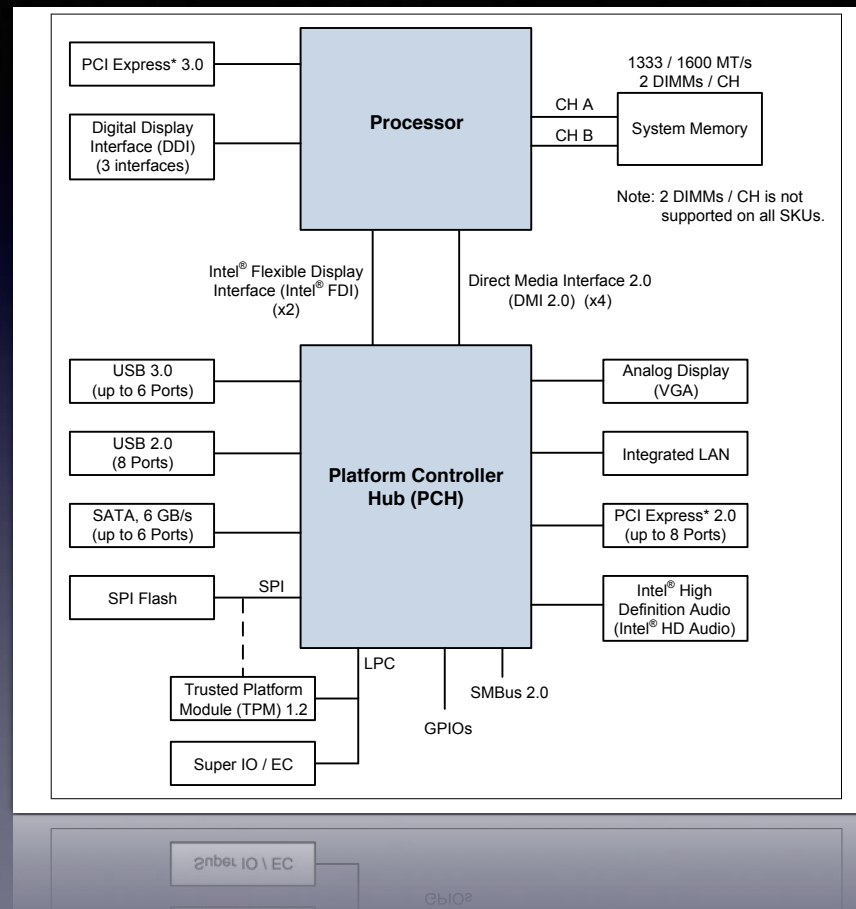 PCI Express* 3.0
Digital Display
Interface (DDI)
(3 interfaces)
Processor
CH A
CH B
1333 / 1600 MT/s
2 DIMMs / CH
System Memory
Note: 2 DIMMs / CH is not
supported on all SKUs.
Intel® Flexible Display
Interface (Intel® FDI)
(x2)
Direct Media Interface 2.0
(DMI 2.0) (x4)
USB 3.0
(up to 6 Ports)
USB 2.0
(8 Ports)
SATA, 6 GB/s
(up to 6 Ports)
SPI Flash
SPI
Platform Controller
Hub (PCH)
Analog Display
(VGA)
Integrated LAN
PCI Express* 2.0
(up to 8 Ports)
Intel® High
Definition Audio
(Intel® HD Audio)
LPC
Trusted Platform
Module (TPM) 1.2
Super IO / EC
SMBus 2.0
GPIOs
Super IO / EC
GPIOs